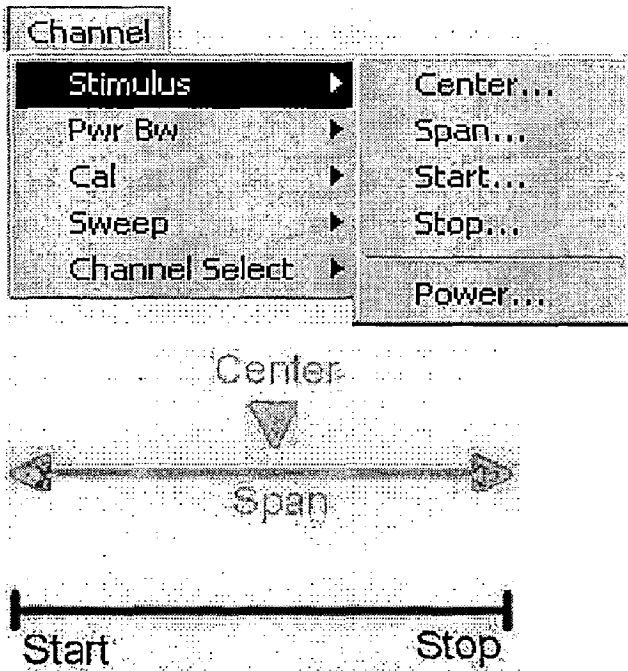 Channel
Stimulus
Pwr Bw
Cal
Sweep
Channel Select
Center...
Span...
Start...
Stop...
Power...
Center
Span
Start
Stop